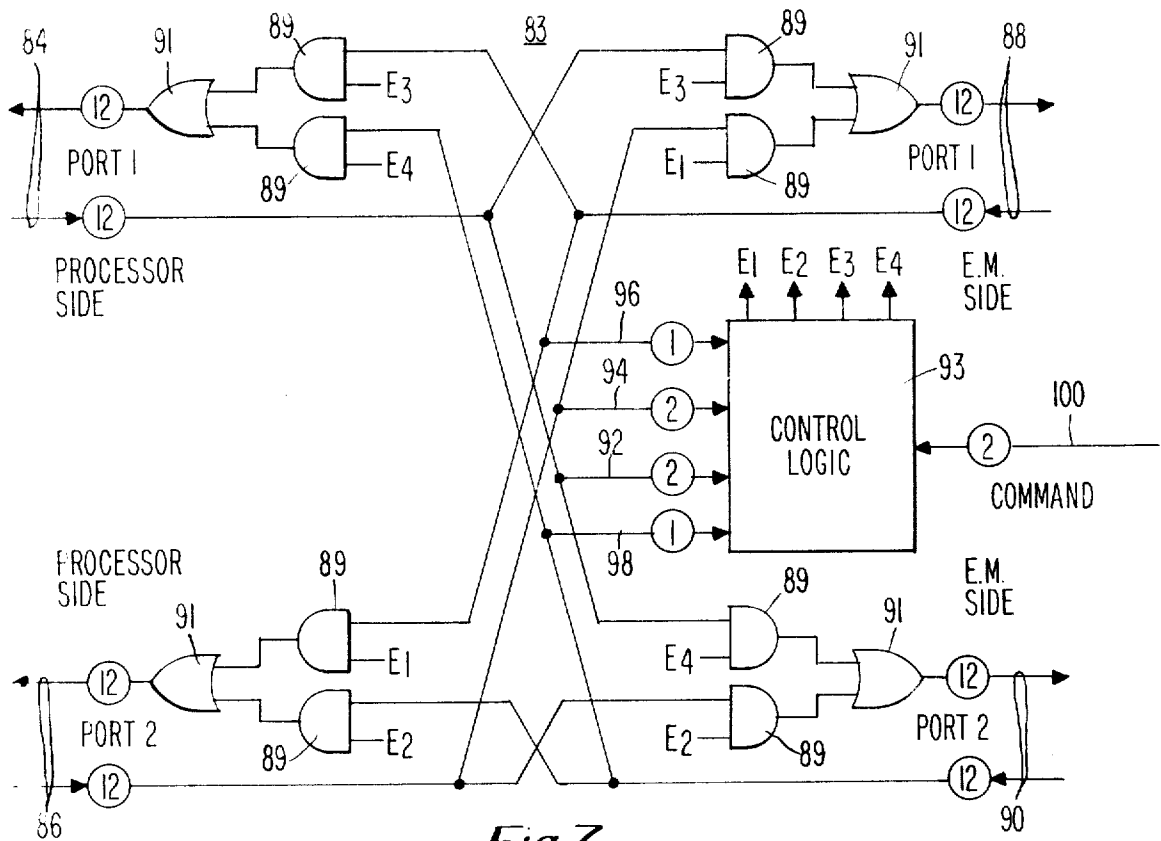 84
91
89
83
89
91
88
E3
E3
12
12
E4
E1
PORT 1
89
89
PORT 1
12
12
PROCESSOR
SIDE
E.M.
SIDE
E1 E2 E3 E4
96
1
93
94
2
100
CONTROL
LOGIC
2
92
2
COMMAND
98
1
PROCESSOR
SIDE
E.M.
SIDE
89
89
91
91
E1
E4
12
12
PORT 2
E2
E2
PORT 2
89
89
12
12
86
90
Fig. 7